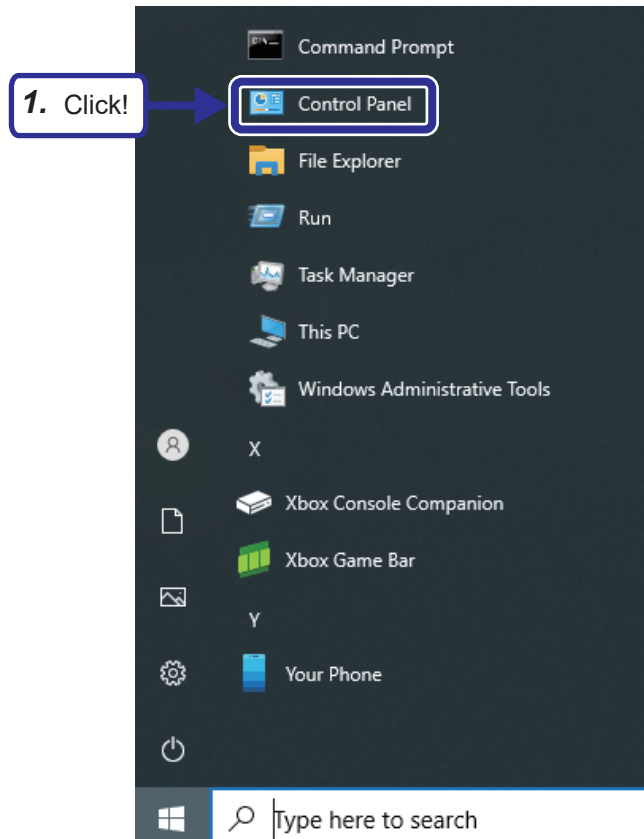 Command Prompt
1. Click!
Control Panel
File Explorer
Run
Task Manager
This PC
Windows Administrative Tools
X
Xbox Console Companion
Xbox Game Bar
Y
Your Phone
Type here to search